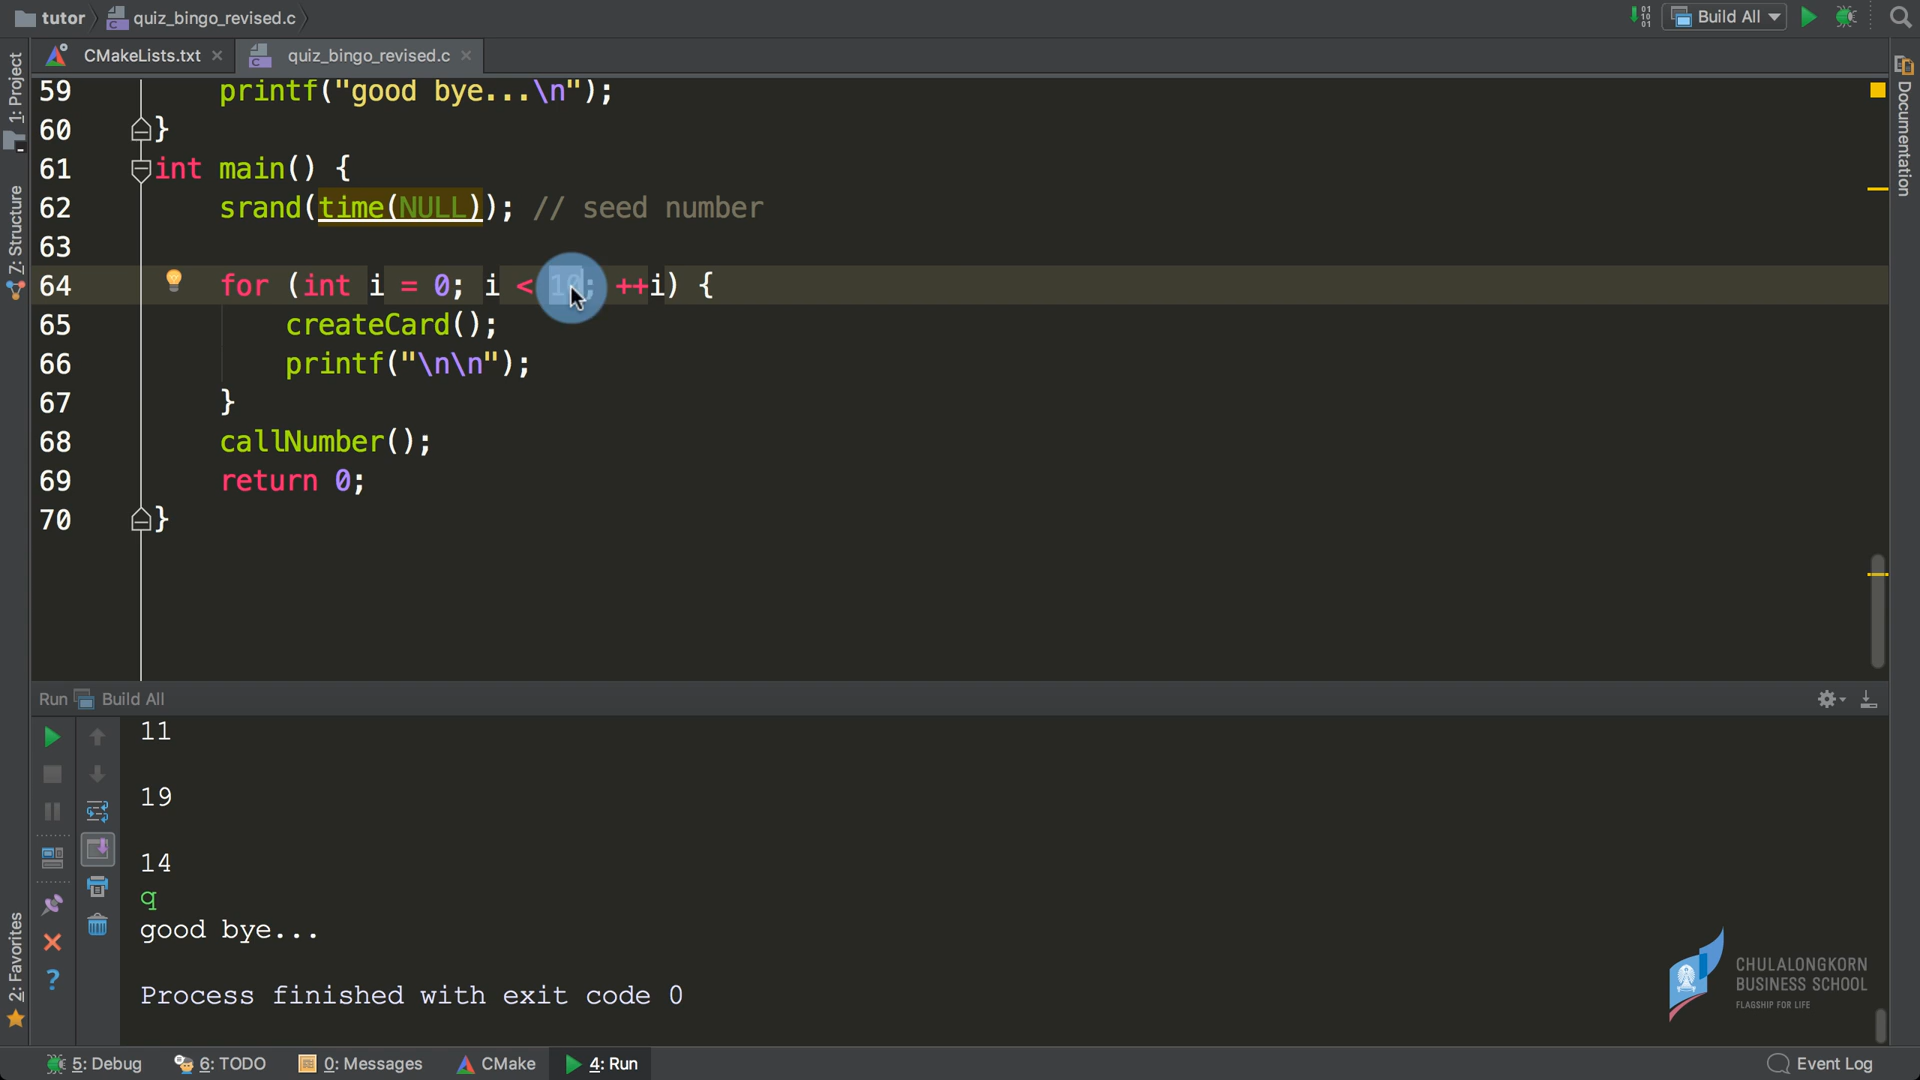 tutor quiz_bingo_revised.c Build All
CMakeLists.txt quiz_bingo_revised.c
1: Project
Z: Structure
2: Favorites
Documentation
59 printf("good bye...\n");
60 }
61 int main() {
62 srand(time(NULL)); // seed number
63
64 for (int i = 0; i < 10; ++i) {
65 createCard();
66 printf("\n\n");
67 }
68 callNumber();
69 return 0;
70 }
Run Build All
11
19
14
q
good bye...
Process finished with exit code 0
CHULALONGKORN
BUSINESS SCHOOL
FLAGSHIP FOR LIFE
5: Debug 6: TODO 0: Messages CMake 4: Run Event Log